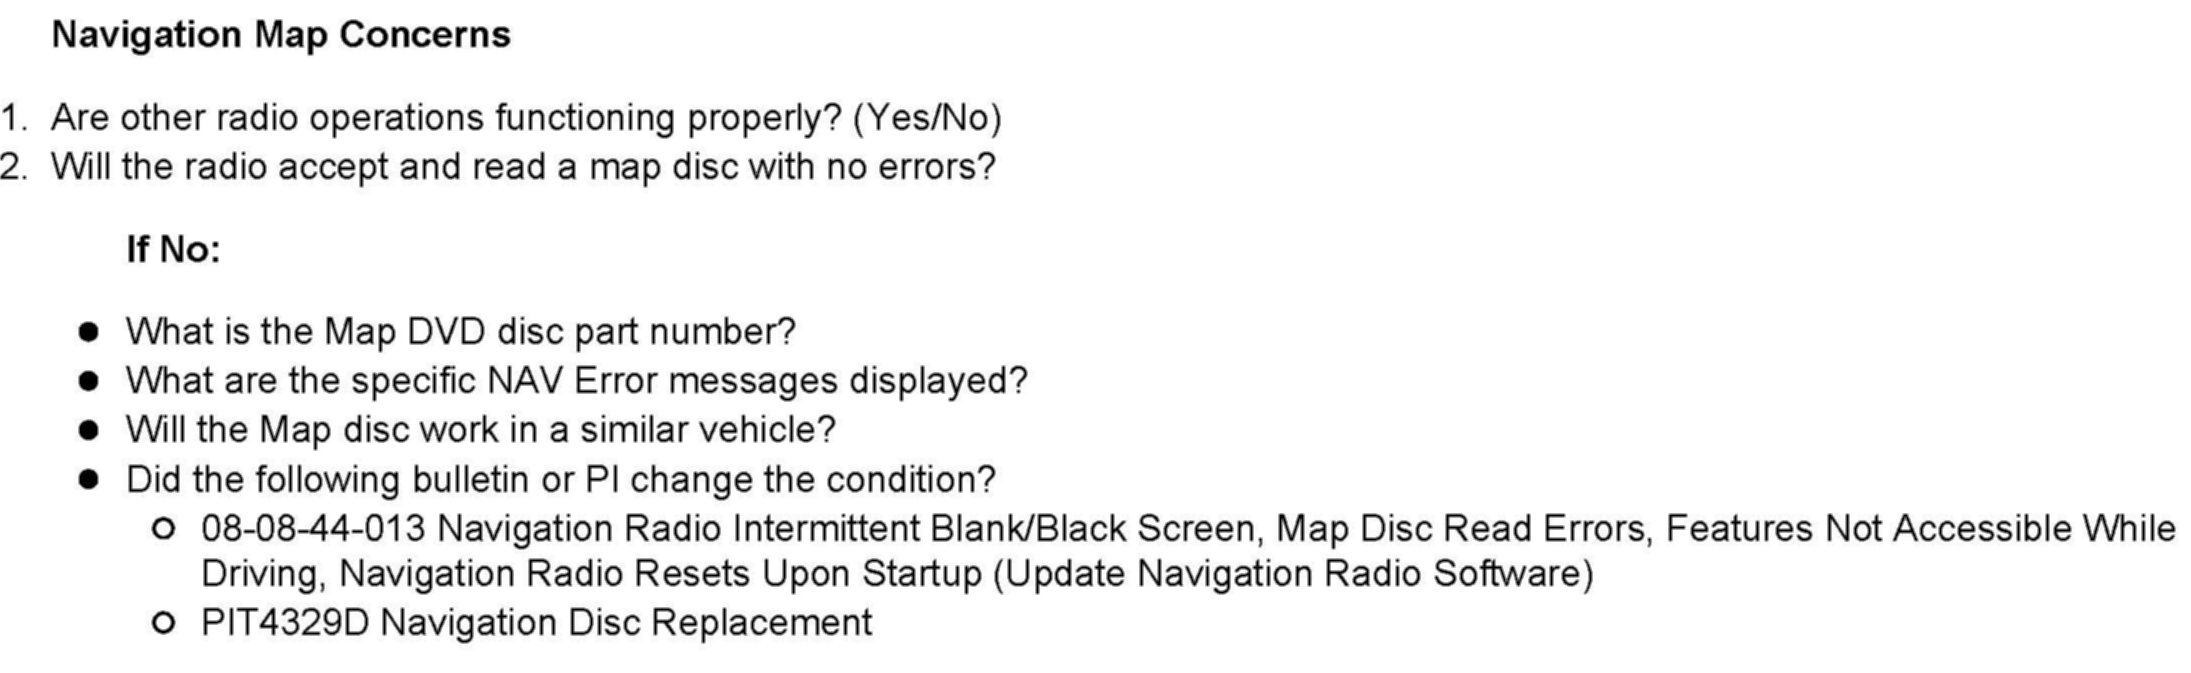 Navigation Map Concerns
1. Are other radio operations functioning properly? (Yes/No)
2. Will the radio accept and read a map disc with no errors?
If No:
● What is the Map DVD disc part number?
● What are the specific NAV Error messages displayed?
● Will the Map disc work in a similar vehicle?
● Did the following bulletin or PI change the condition?
○ 08-08-44-013 Navigation Radio Intermittent Blank/Black Screen, Map Disc Read Errors, Features Not Accessible While
Driving, Navigation Radio Resets Upon Startup (Update Navigation Radio Software)
○ PIT4329D Navigation Disc Replacement